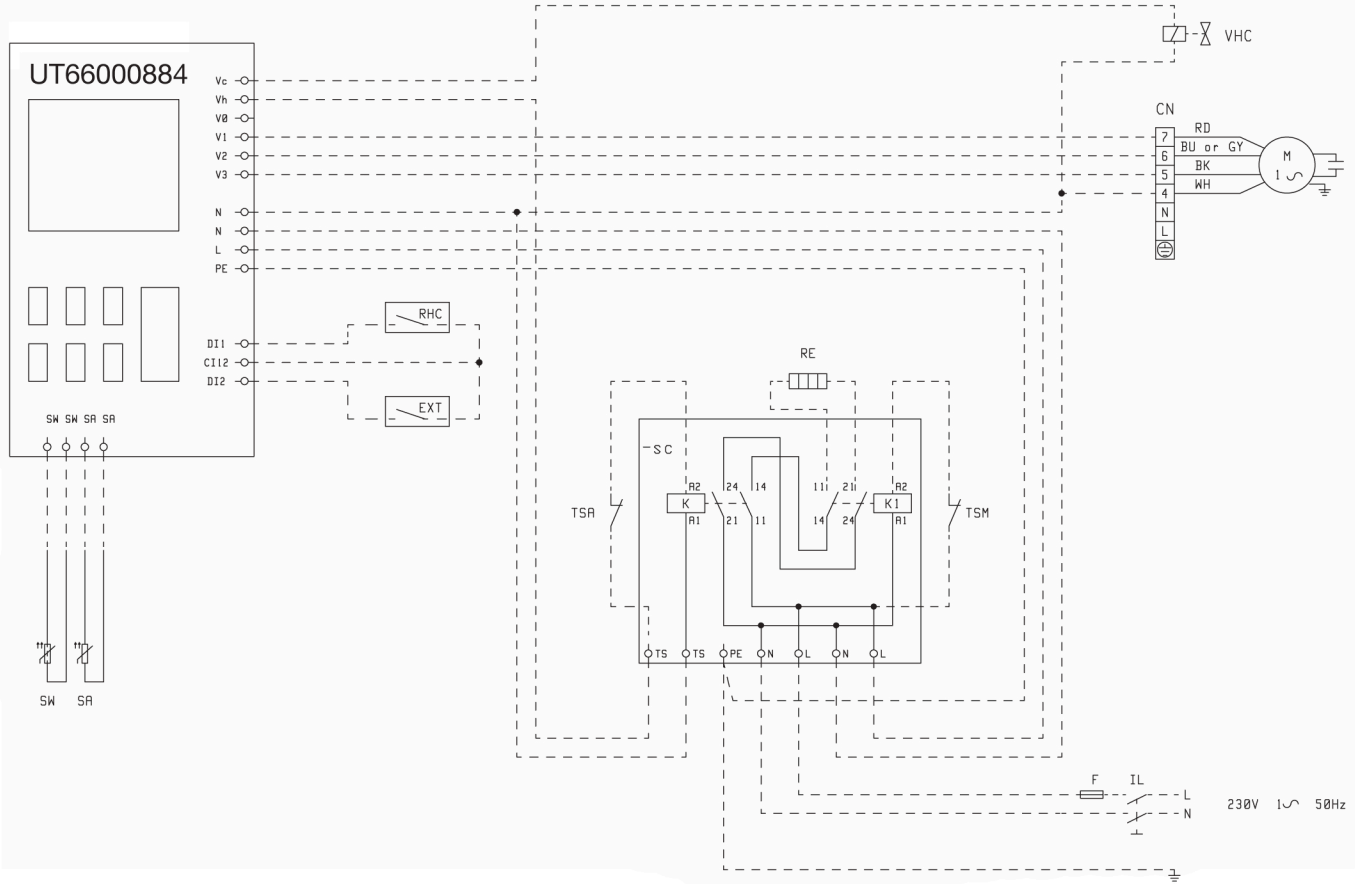 UT66000884
VHC
Vc
Vh
VØ
V1
V2
V3
N
N
L
PE
CN
7 RD
6 BU or GY
5 BK
4 WH
N
L
M
1
DI1
CI12
DI2
RHC
EXT
SW SW SA SA
SW SA
RE
-SC
TSA
TSM
A2 24 14 11 21 A2
K K1
A1 21 11 14 24 A1
TS TS PE N L N L
F IL
L
N
230V 1 50Hz